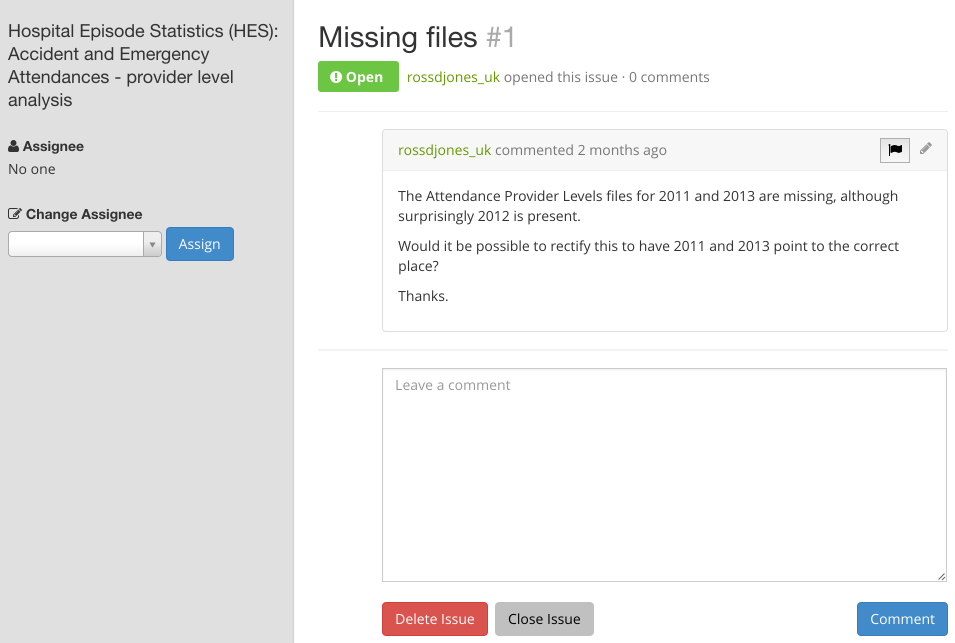 Hospital Episode Statistics (HES):
Accident and Emergency
Attendances - provider level
analysis
Assignee
No one
Change Assignee
Assign
Missing files #1
Open rossdjones_uk opened this issue · 0 comments
rossdjones_uk commented 2 months ago
The Attendance Provider Levels files for 2011 and 2013 are missing, although
surprisingly 2012 is present.
Would it be possible to rectify this to have 2011 and 2013 point to the correct
place?
Thanks.
Leave a comment
Delete Issue Close Issue Comment